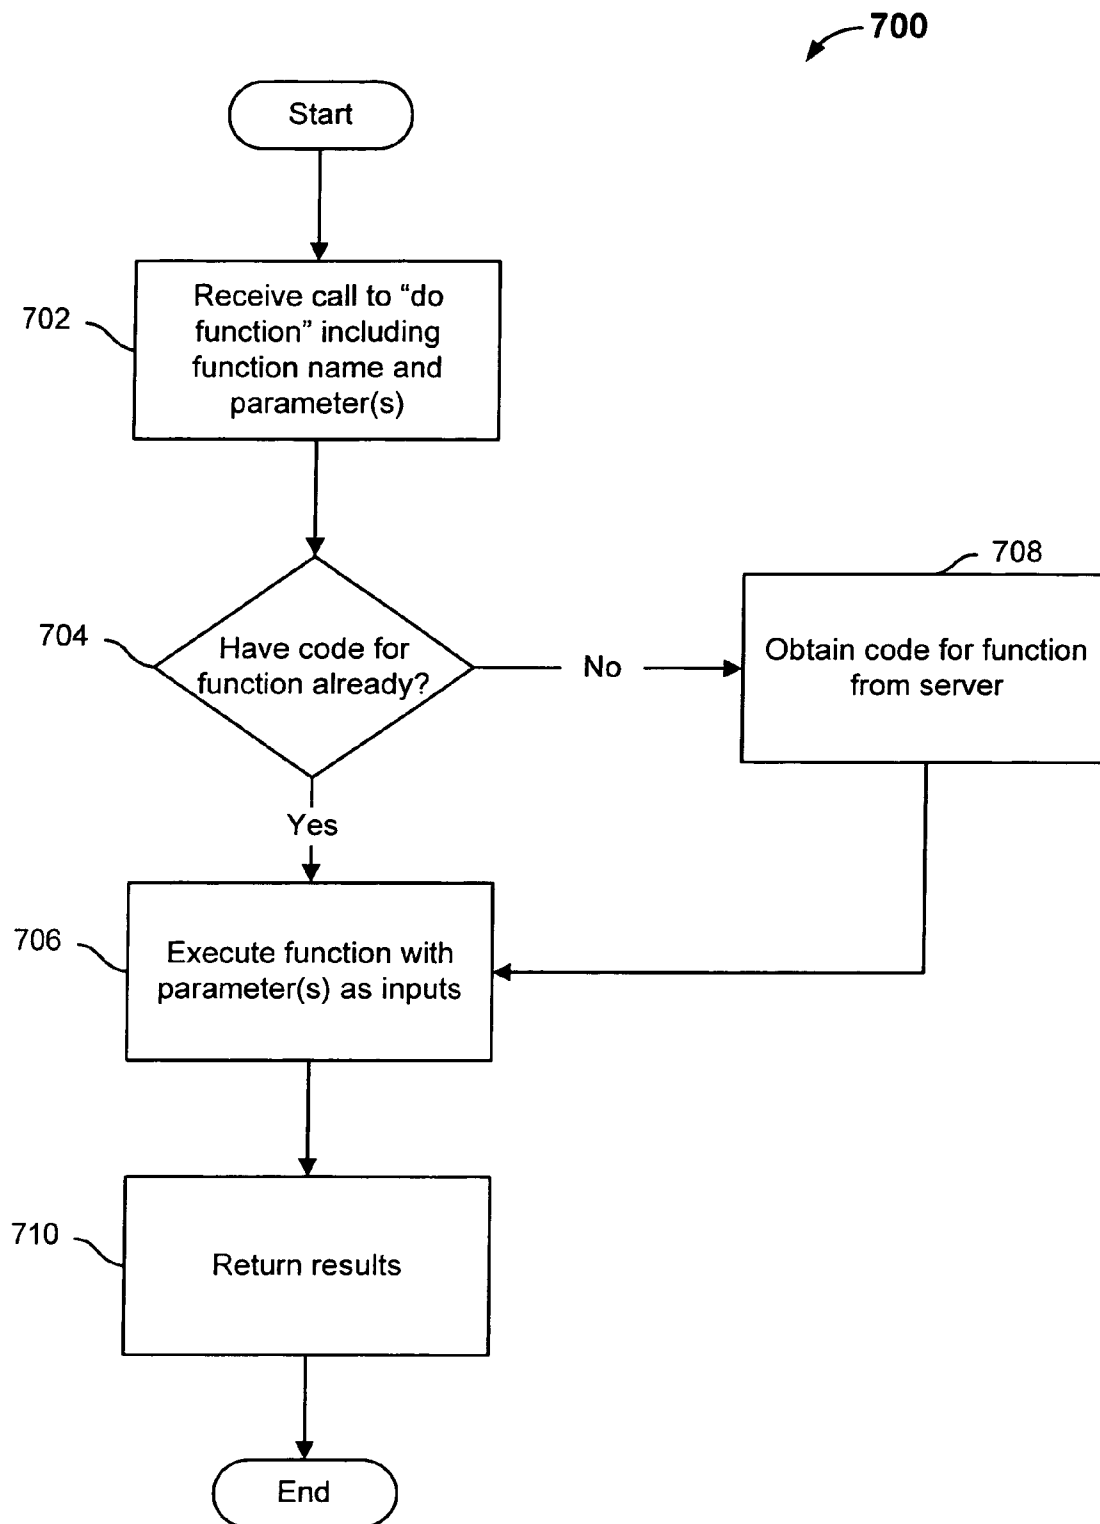 700
Start
702
Receive call to “do
function” including
function name and
parameter(s)
704
Have code for
function already?
No
708
Obtain code for function
from server
Yes
706
Execute function with
parameter(s) as inputs
710
Return results
End